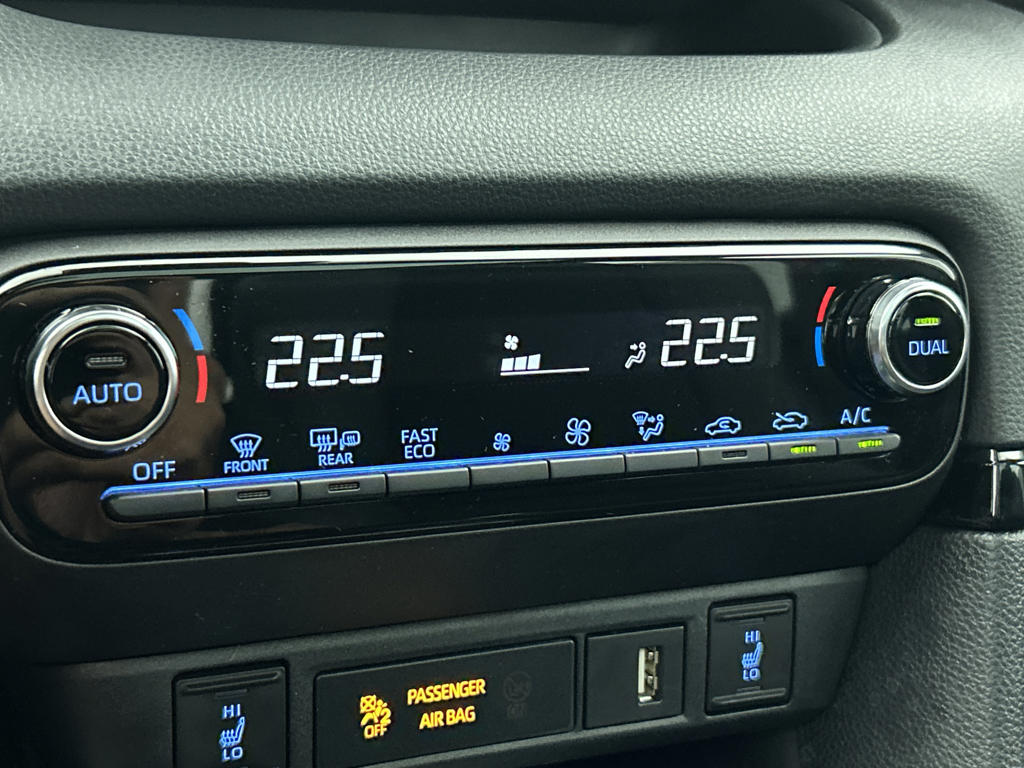 22.5
22.5
AUTO
DUAL
OFF
FRONT
REAR
FAST
ECO
A/C
HI
LO
OFF
PASSENGER
AIR BAG
HI
LO